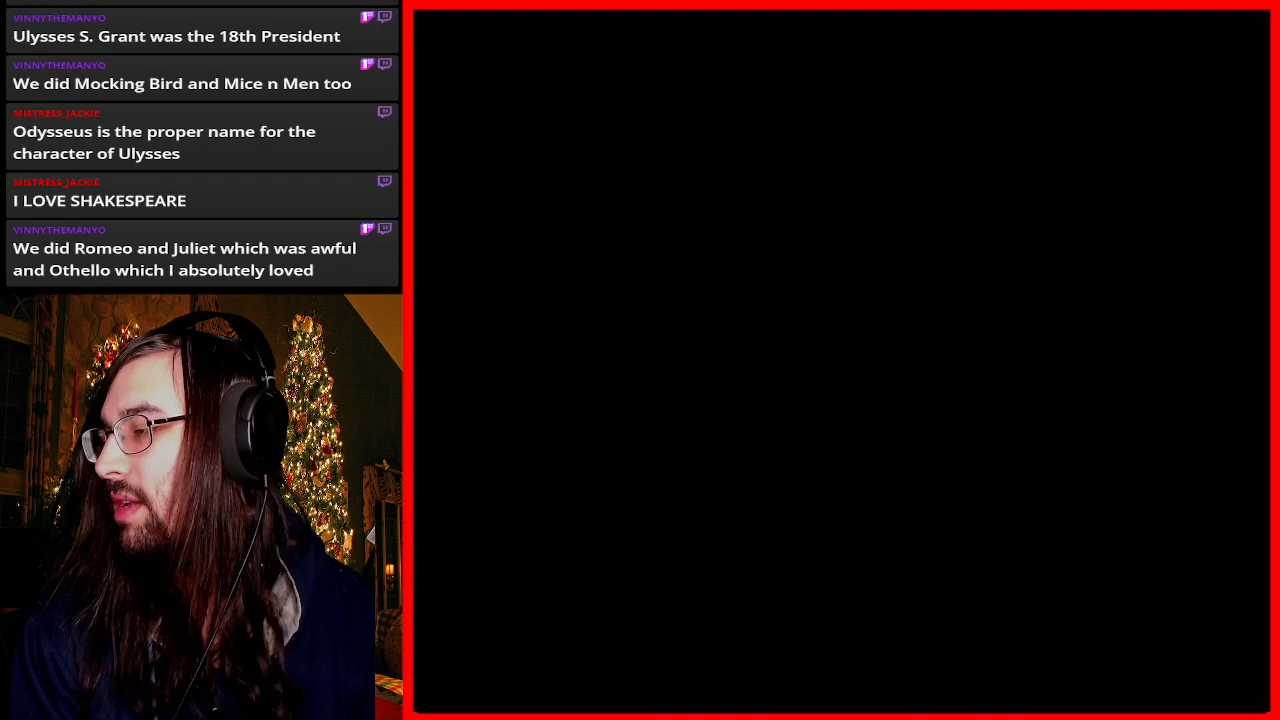 VINNYTHEMANYO
Ulysses S. Grant was the 18th President
VINNYTHEMANYO
We did Mocking Bird and Mice n Men too
MISTRESS_JACKIE
Odysseus is the proper name for the
character of Ulysses
MISTRESS_JACKIE
I LOVE SHAKESPEARE
VINNYTHEMANYO
We did Romeo and Juliet which was awful
and Othello which I absolutely loved